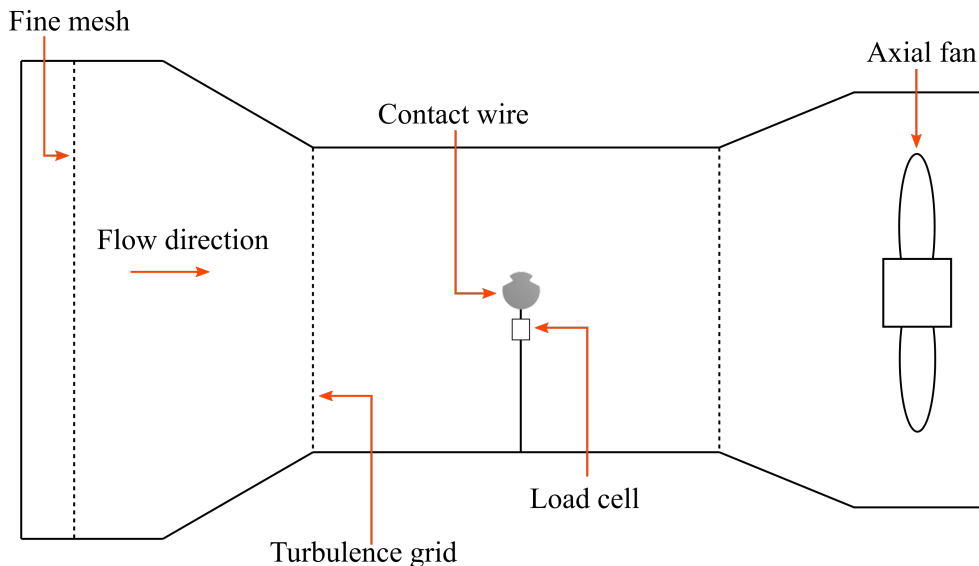 Fine mesh
Axial fan
Contact wire
Flow direction
Load cell
Turbulence grid